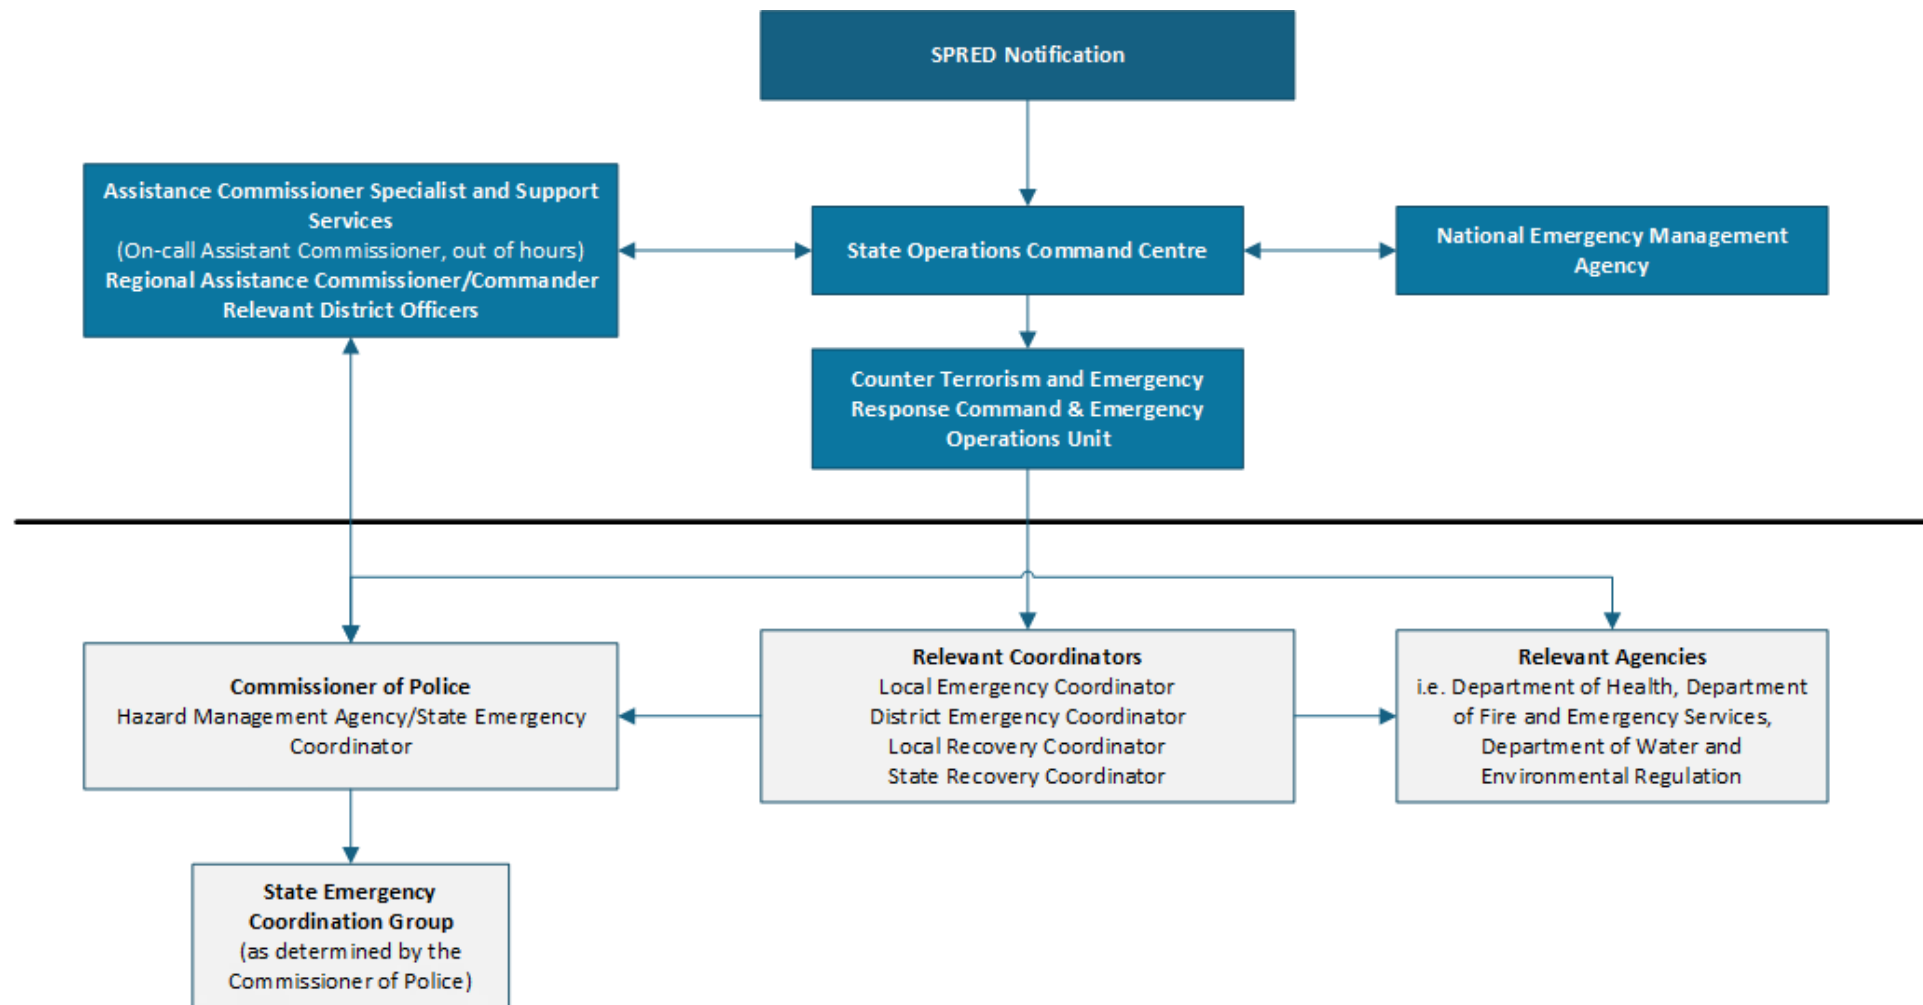 SPRED Notification
Assistance Commissioner Specialist and Support
Services
(On-call Assistant Commissioner, out of hours)
Regional Assistance Commissioner/Commander
Relevant District Officers
State Operations Command Centre
National Emergency Management
Agency
Counter Terrorism and Emergency
Response Command & Emergency
Operations Unit
Commissioner of Police
Hazard Management Agency/State Emergency
Coordinator
Relevant Coordinators
Local Emergency Coordinator
District Emergency Coordinator
Local Recovery Coordinator
State Recovery Coordinator
Relevant Agencies
i.e. Department of Health, Department
of Fire and Emergency Services,
Department of Water and
Environmental Regulation
State Emergency
Coordination Group
(as determined by the
Commissioner of Police)